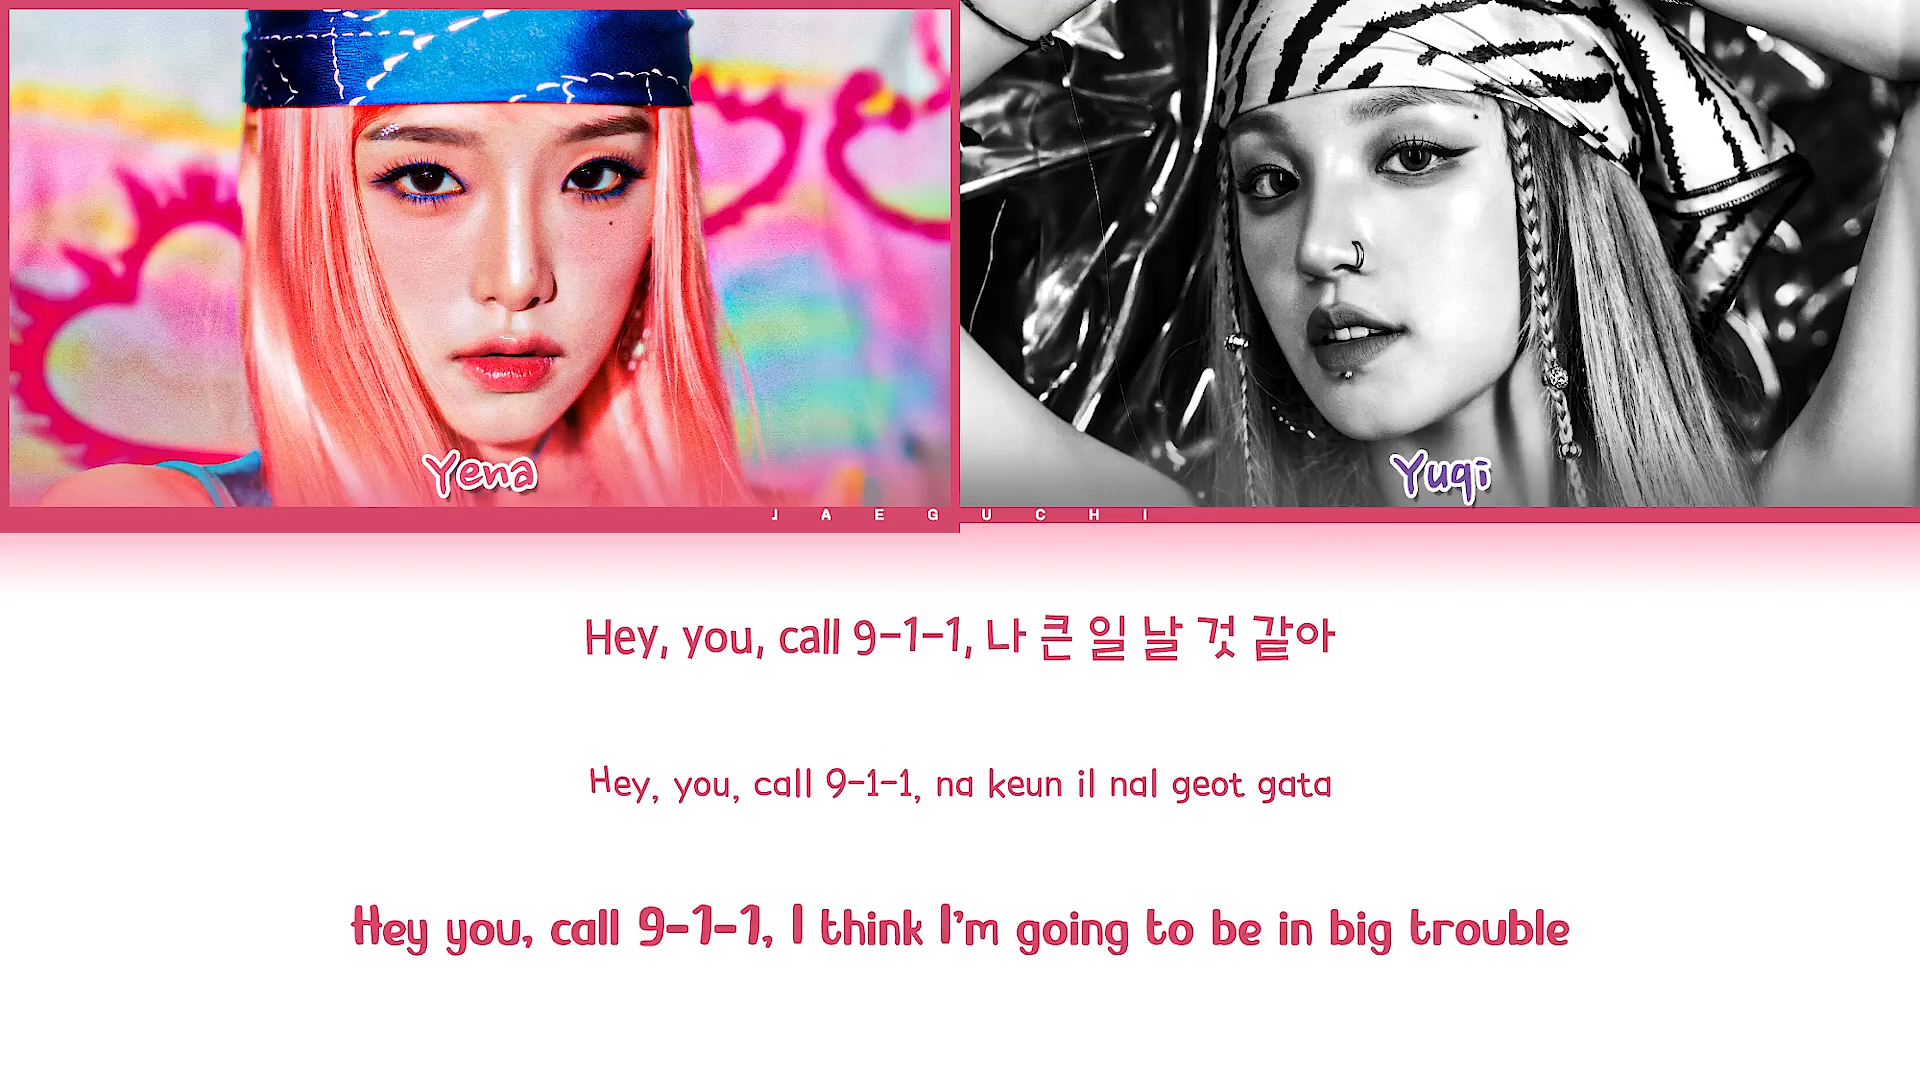 Yena
Yuqi
JAEGUCHI
Hey, you, call 9-1-1, 나 큰 일 날 것 같아
Hey, you, call 9-1-1, na keun il nal geot gata
Hey you, call 9-1-1, I think I'm going to be in big trouble